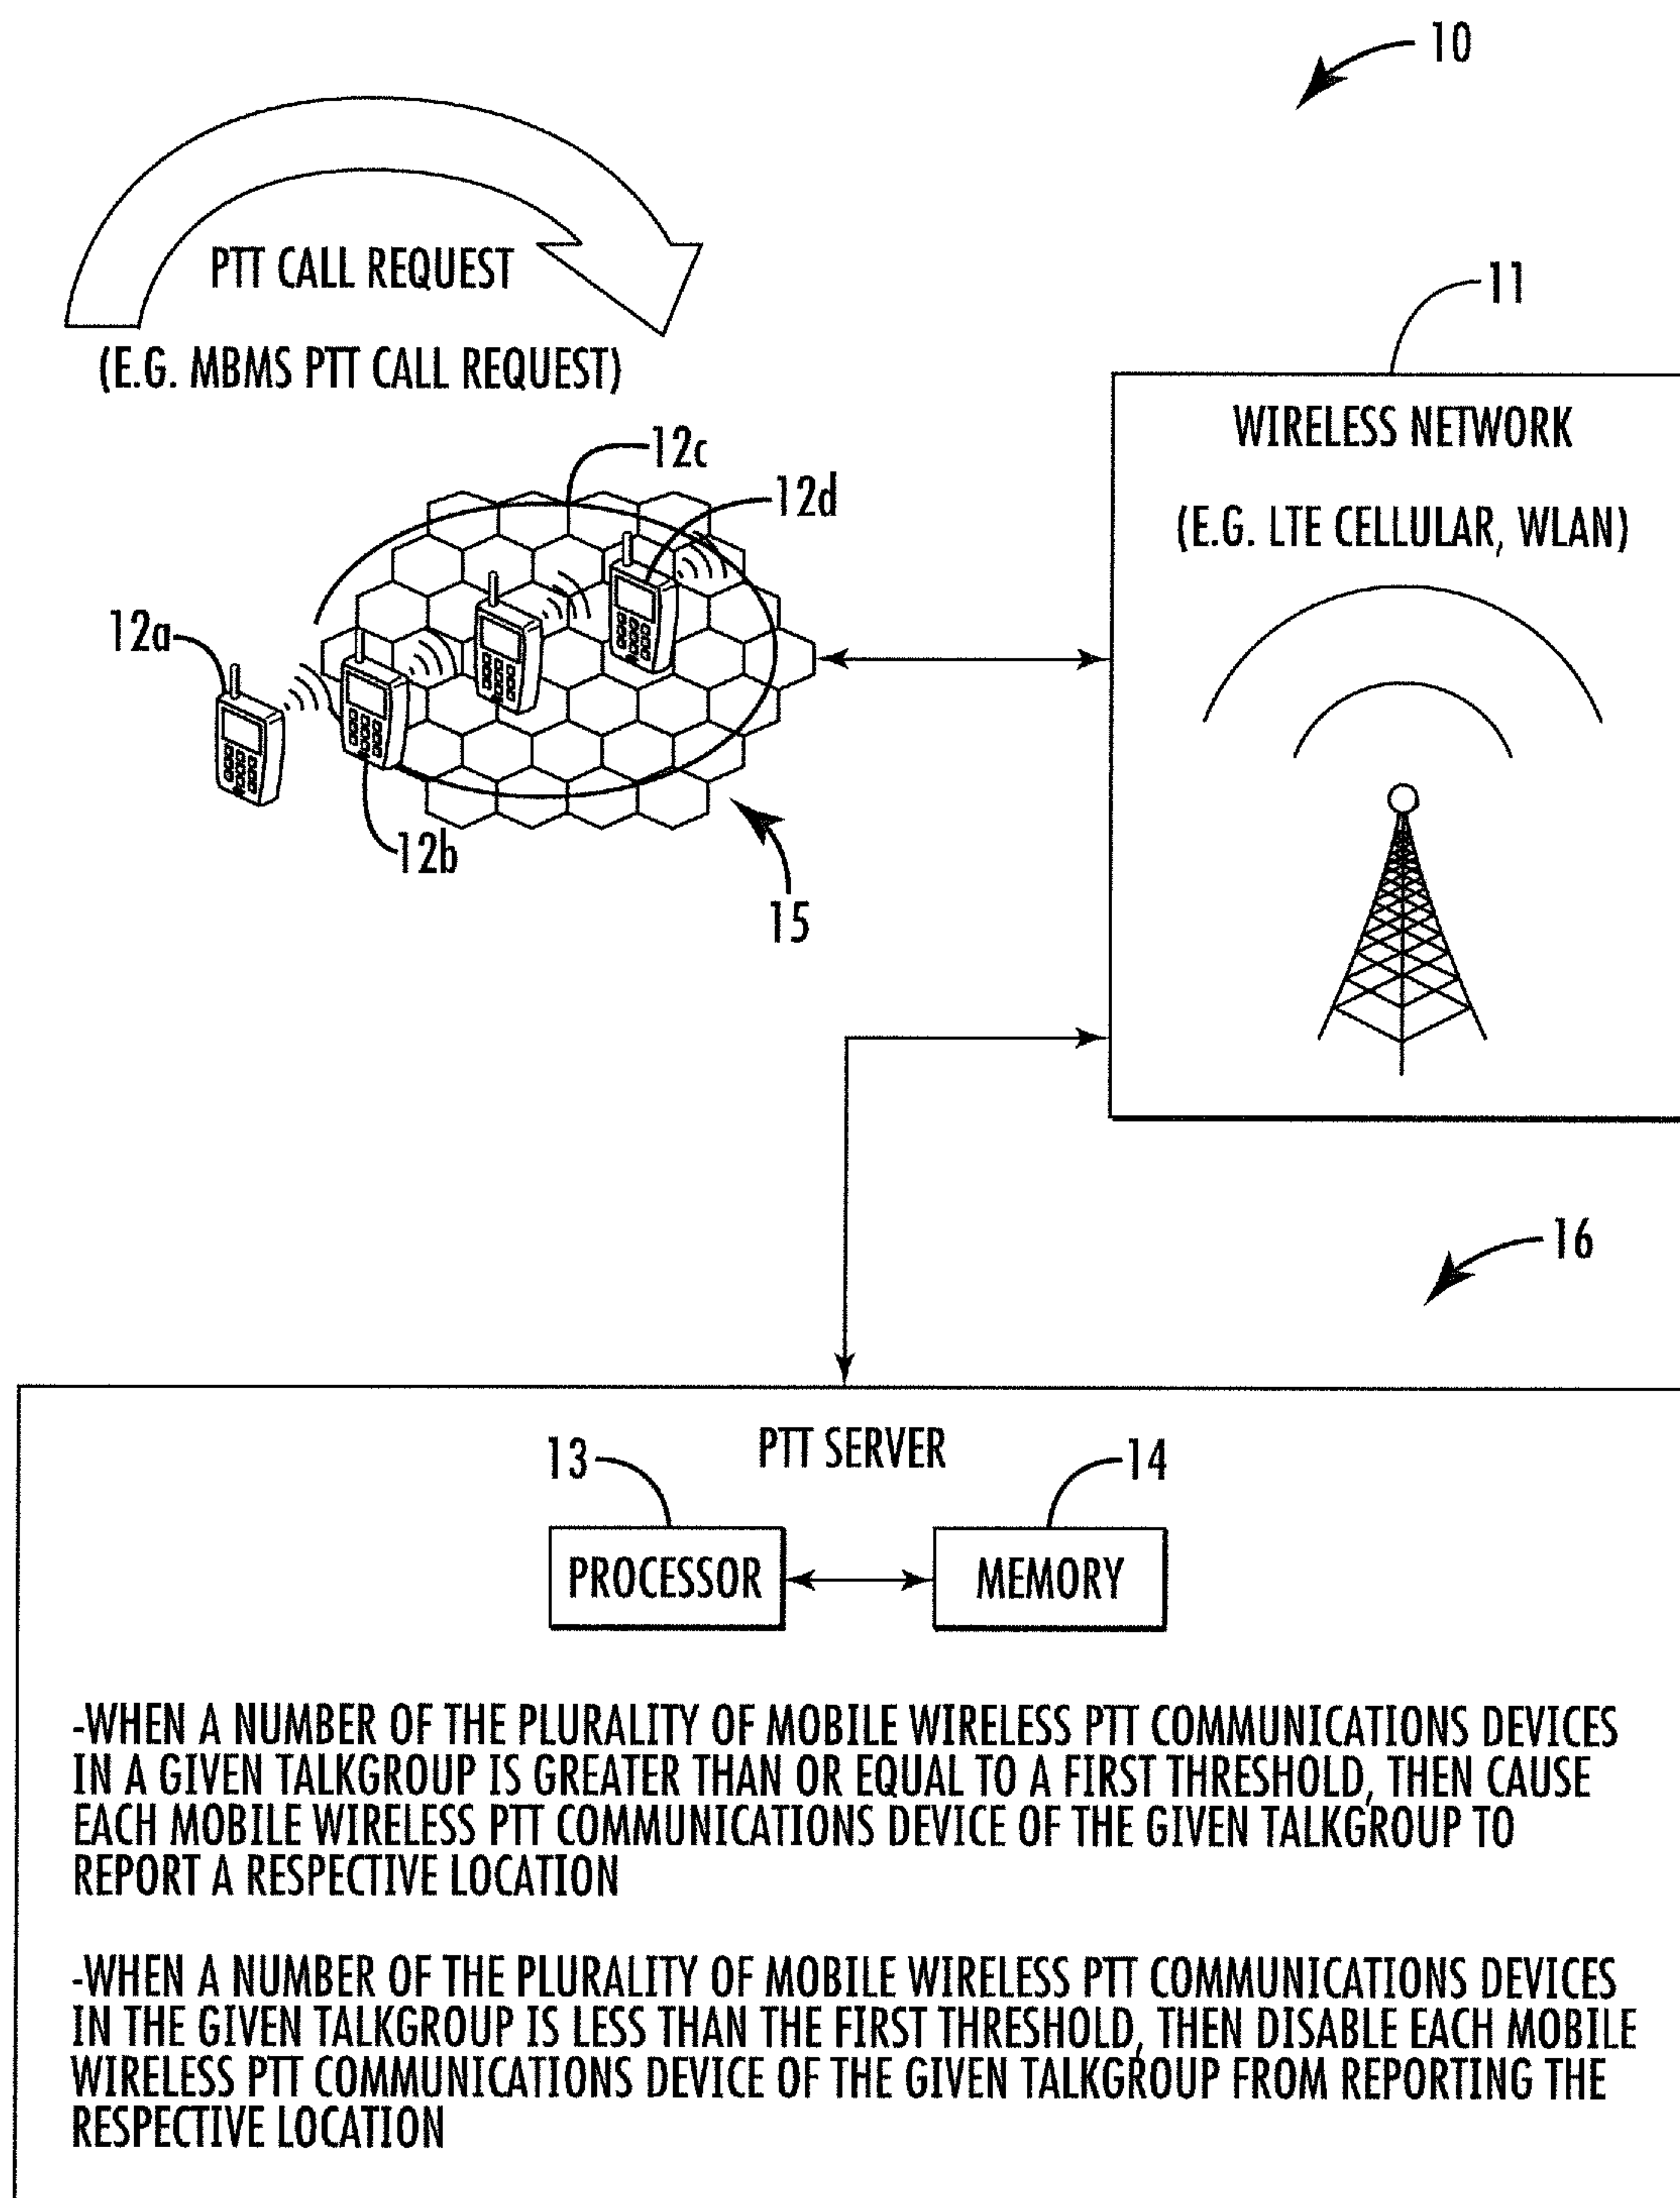 10
PTT CALL REQUEST
(E.G. MBMS PTT CALL REQUEST)
11
WIRELESS NETWORK
(E.G. LTE CELLULAR, WLAN)
12c
12d
12a
12b
15
16
PTT SERVER
13
14
PROCESSOR
MEMORY
-WHEN A NUMBER OF THE PLURALITY OF MOBILE WIRELESS PTT COMMUNICATIONS DEVICES
IN A GIVEN TALKGROUP IS GREATER THAN OR EQUAL TO A FIRST THRESHOLD, THEN CAUSE
EACH MOBILE WIRELESS PTT COMMUNICATIONS DEVICE OF THE GIVEN TALKGROUP TO
REPORT A RESPECTIVE LOCATION
-WHEN A NUMBER OF THE PLURALITY OF MOBILE WIRELESS PTT COMMUNICATIONS DEVICES
IN THE GIVEN TALKGROUP IS LESS THAN THE FIRST THRESHOLD, THEN DISABLE EACH MOBILE
WIRELESS PTT COMMUNICATIONS DEVICE OF THE GIVEN TALKGROUP FROM REPORTING THE
RESPECTIVE LOCATION